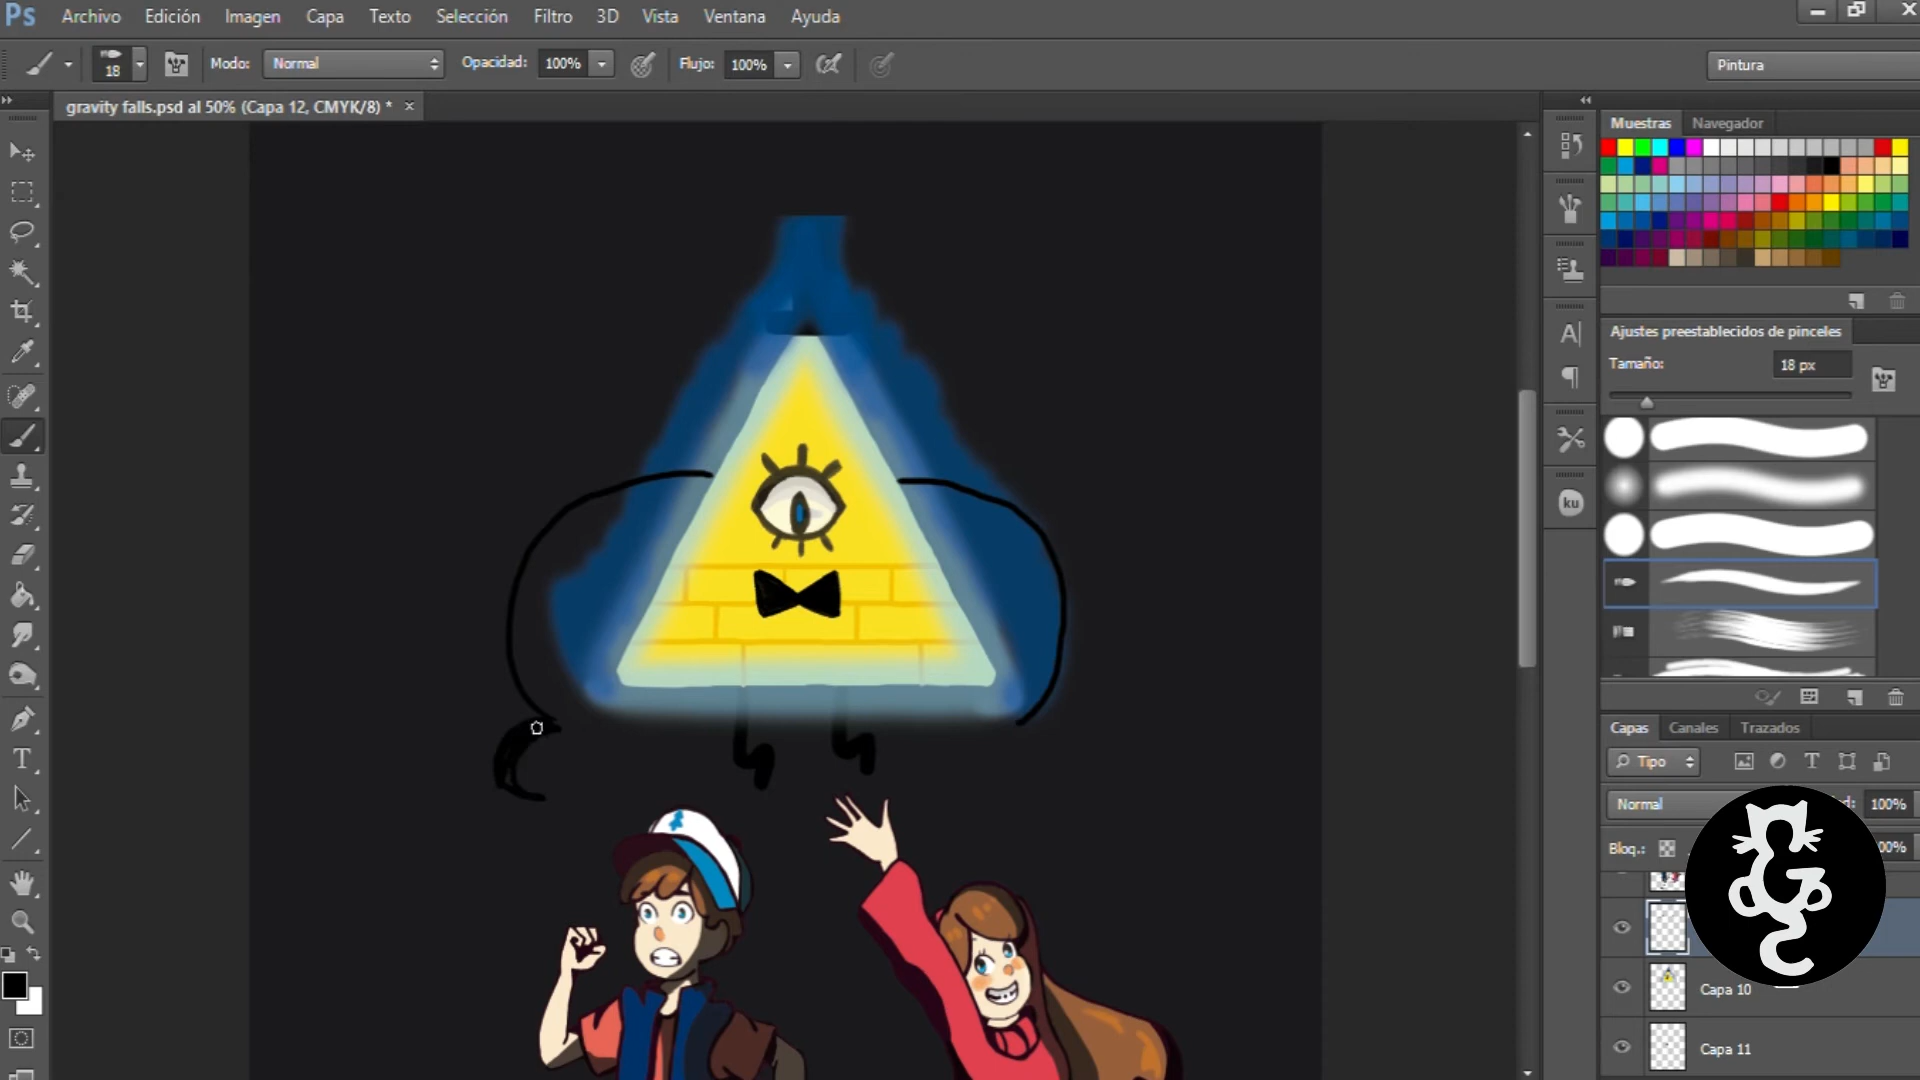 Ps Archivo Edición Imagen Capa Texto Selección Filtro 3D Vista Ventana Ayuda
18 Modo: Normal Opacidad: 100% Flujo: 100% Pintura
gravity falls.psd al 50% (Capa 12, CMYK/8) * ×
Muestras Navegador
Ajustes preestablecidos de pinceles
Tamaño: 18 px
ku
Capas Canales Trazados
Tipo
Normal d: 100%
Bloq.: 00%
Capa 10
Capa 11